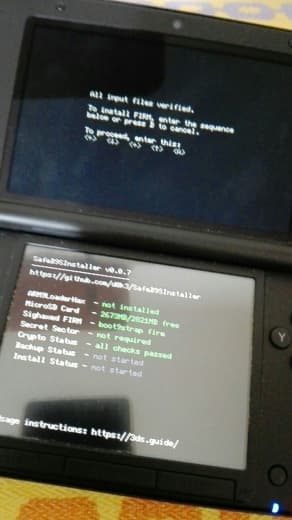 All input files verified.
To install FIRM, enter the sequence
below or press B to cancel.
To proceed, enter this:
SafeB9SInstaller v0.0.7
https://github.com/d0k3/SafeB9SInstaller
ARM9LoaderHax - not installed
MicroSD Card - 2673MB/2821MB free
Sighaxed FIRM - boot9strap firm
Secret Sector - not required
Crypto Status - all checks passed
Backup Status - not started
Install Status - not started
Usage instructions: https://3ds.guide/
Y